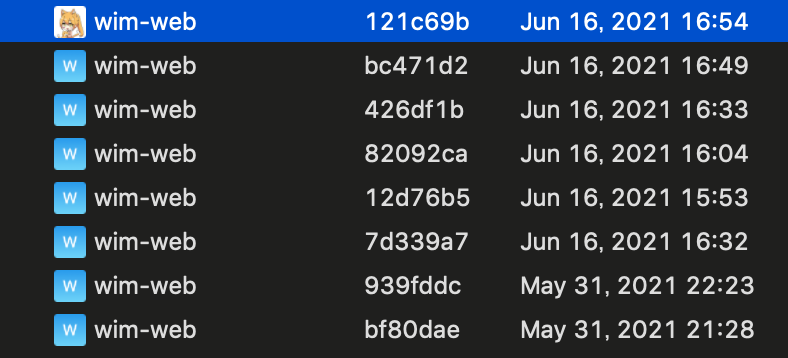 wim-web 121c69b Jun 16, 2021 16:54
W wim-web bc471d2 Jun 16, 2021 16:49
W wim-web 426df1b Jun 16, 2021 16:33
W wim-web 82092ca Jun 16, 2021 16:04
W wim-web 12d76b5 Jun 16, 2021 15:53
W wim-web 7d339a7 Jun 16, 2021 16:32
W wim-web 939fddc May 31, 2021 22:23
W wim-web bf80dae May 31, 2021 21:28